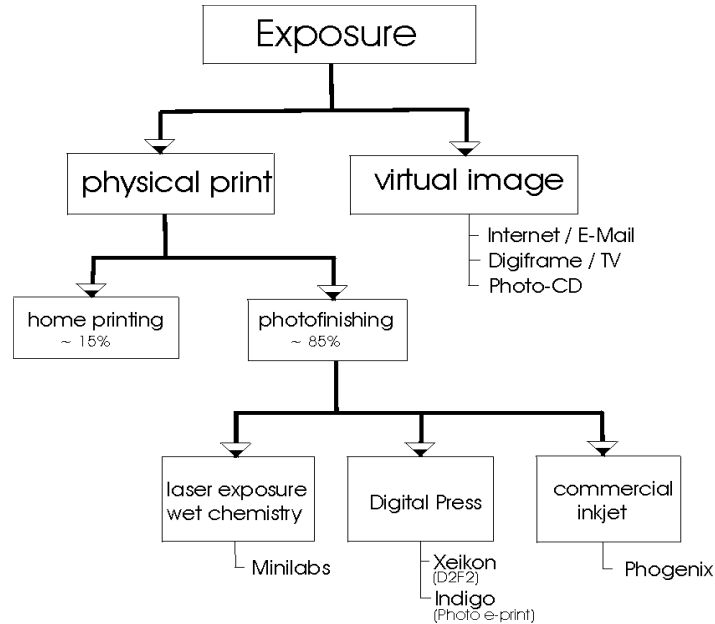 Exposure
physical print
virtual image
Internet / E-Mail
Digiframe / TV
Photo-CD
home printing
~ 15%
photofinishing
~ 85%
laser exposure
wet chemistry
Minilabs
Digital Press
Xeikon
(D2F2)
Indigo
(Photo e-print)
commercial
inkjet
Phogenix